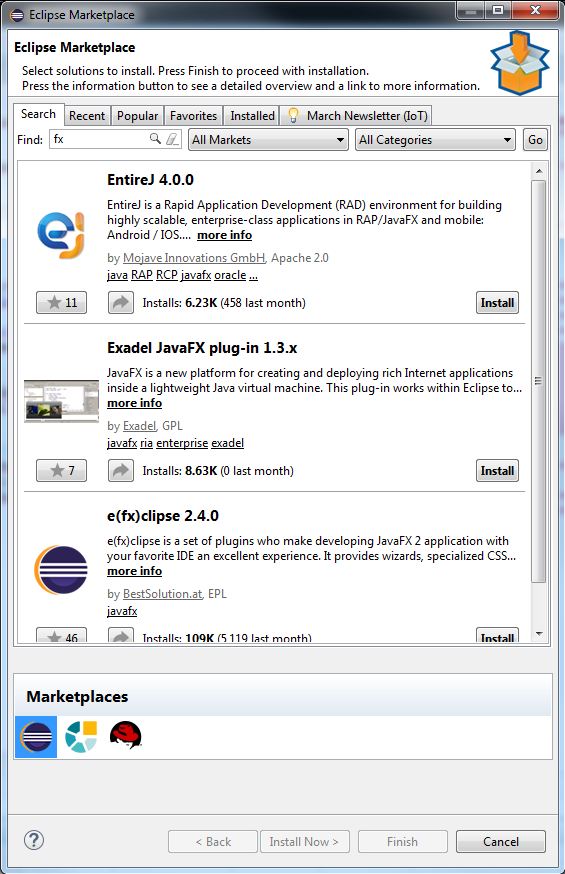 Eclipse Marketplace
Eclipse Marketplace
Select solutions to install. Press Finish to proceed with installation.
Press the information button to see a detailed overview and a link to more information.
Search Recent Popular Favorites Installed March Newsletter (IoT)
Find: fx All Markets All Categories Go
EntireJ 4.0.0
EntireJ is a Rapid Application Development (RAD) environment for building
highly scalable, enterprise-class applications in RAP/JavaFX and mobile:
Android / IOS.... more info
by Mojave Innovations GmbH, Apache 2.0
java RAP RCP javafx oracle ...
11 Installs: 6.23K (458 last month) Install
Exadel JavaFX plug-in 1.3.x
JavaFX is a new platform for creating and deploying rich Internet applications
inside a lightweight Java virtual machine. This plug-in works within Eclipse to...
more info
by Exadel, GPL
javafx ria enterprise exadel
7 Installs: 8.63K (0 last month) Install
e(fx)clipse 2.4.0
e(fx)clipse is a set of plugins who make developing JavaFX 2 application with
your favorite IDE an excellent experience. It provides wizards, specialized CSS...
more info
by BestSolution.at, EPL
javafx
46 Installs: 109K (5,119 last month) Install
Marketplaces
? < Back Install Now > Finish Cancel